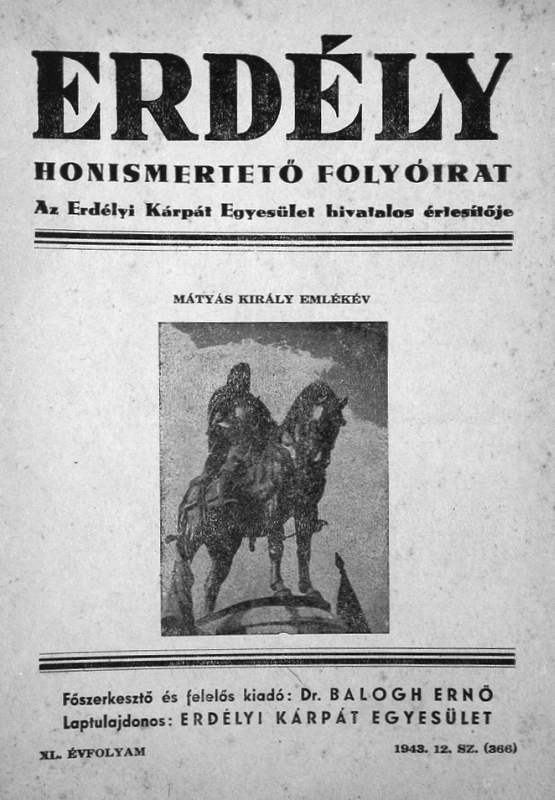 ERDÉLY
HONISMERTETŐ FOLYÓIRAT
Az Erdélyi Kárpát Egyesület hivatalos értesítője
MÁTYÁS KIRÁLY EMLÉKÉV
Főszerkesztő és felelős kiadó: Dr. BALOGH ERNŐ
Laptulajdonos: ERDÉLYI KÁRPÁT EGYESÜLET
XL. ÉVFOLYAM
1943. 12. SZ. (366)